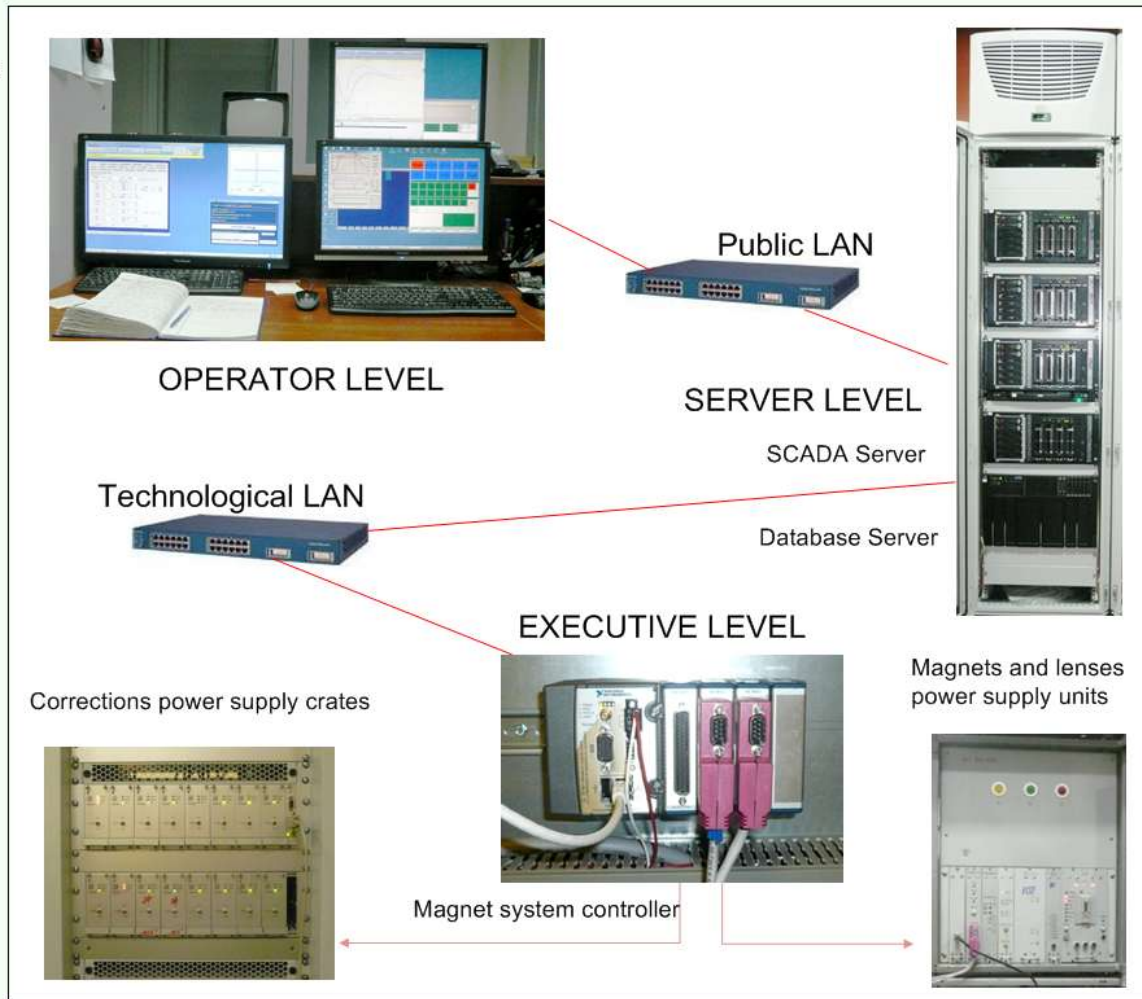 Public LAN
OPERATOR LEVEL
SERVER LEVEL
SCADA Server
Technological LAN
Database Server
EXECUTIVE LEVEL
Magnets and lenses
power supply units
Corrections power supply crates
Magnet system controller